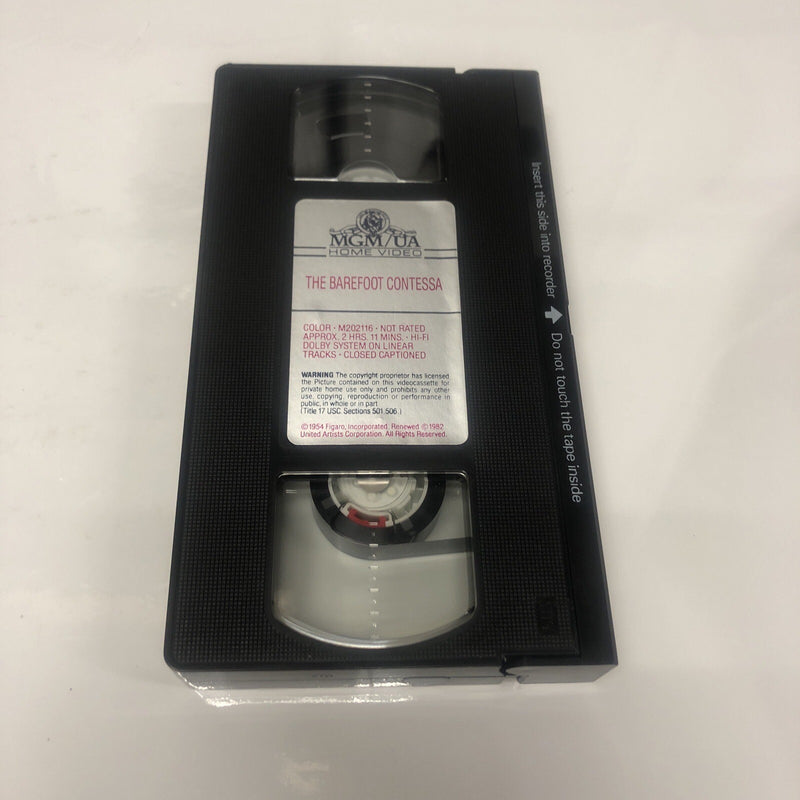 MGM/UA
HOME VIDEO
THE BAREFOOT CONTESSA
COLOR · M202116 · NOT RATED
APPROX. 2 HRS. 11 MINS. · HI-FI
DOLBY SYSTEM ON LINEAR
TRACKS · CLOSED CAPTIONED
WARNING The copyright proprietor has licensed
the Picture contained on this videocassette for
private home use only and prohibits any other
use, copying, reproduction or performance in
public, in whole or in part
(Title 17 USC Sections 501,506.)
©1954 Figaro, Incorporated. Renewed ©1982
United Artists Corporation. All Rights Reserved.
Insert this side into recorder ⬆ Do not touch the tape inside